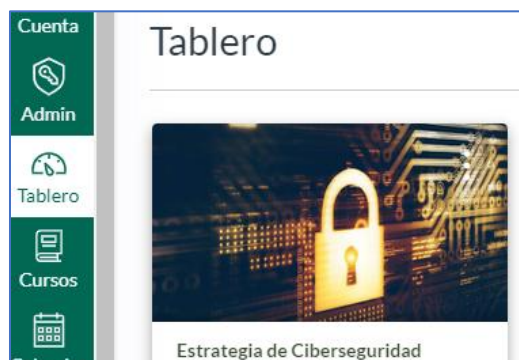 Cuenta
Tablero
Admin
Tablero
Cursos
Estrategia de Ciberseguridad